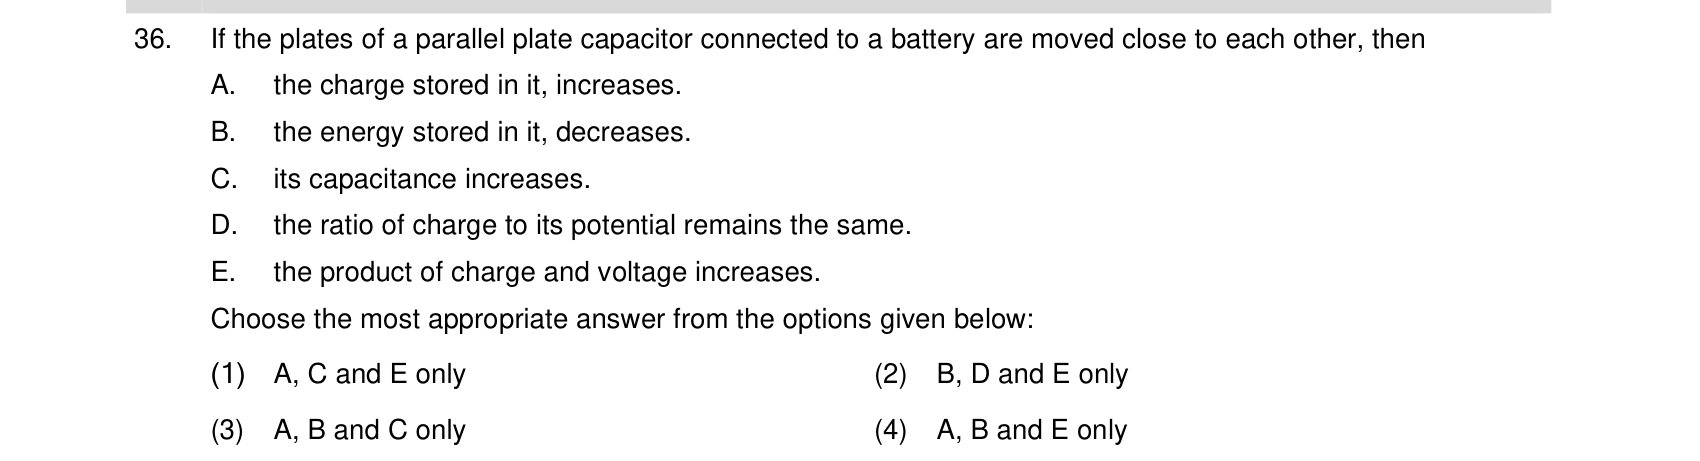 36. If the plates of a parallel plate capacitor connected to a battery are moved close to each other, then
A. the charge stored in it, increases.
B. the energy stored in it, decreases.
C. its capacitance increases.
D. the ratio of charge to its potential remains the same.
E. the product of charge and voltage increases.
Choose the most appropriate answer from the options given below:
(1) A, C and E only (2) B, D and E only
(3) A, B and C only (4) A, B and E only